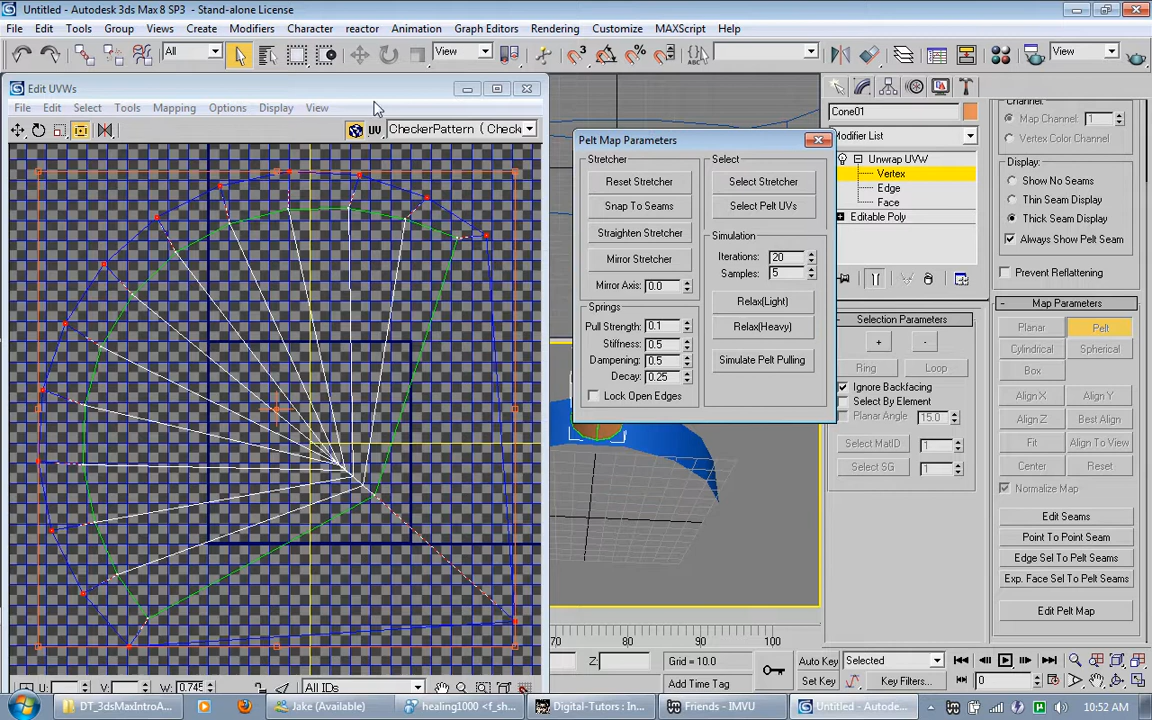 Untitled - Autodesk 3ds Max 8 SP3 - Stand-alone License
File Edit Tools Group Views Create Modifiers Character reactor Animation Graph Editors Rendering Customize MAXScript Help
All View View
Edit UVWs
File Edit Select Tools Mapping Options Display View
UV CheckerPattern ( Check
Pelt Map Parameters
Stretcher
Reset Stretcher
Snap To Seams
Straighten Stretcher
Mirror Stretcher
Mirror Axis: 0.0
Springs
Pull Strength: 0.1
Stiffness: 0.5
Dampening: 0.5
Decay: 0.25
Lock Open Edges
Select
Select Stretcher
Select Pelt UVs
Simulation
Iterations: 20
Samples: 5
Relax(Light)
Relax(Heavy)
Simulate Pelt Pulling
Cone01
Modifier List
Unwrap UVW
Vertex
Edge
Face
Editable Poly
Selection Parameters
+ -
Ring Loop
Ignore Backfacing
Select By Element
Planar Angle 15.0
Select MatID 1
Select SG 1
Channel:
Map Channel: 1
Vertex Color Channel
Display:
Show No Seams
Thin Seam Display
Thick Seam Display
Always Show Pelt Seam
Prevent Reflattening
Map Parameters
Planar Pelt
Cylindrical Spherical
Box
Align X Align Y
Align Z Best Align
Fit Align To View
Center Reset
Normalize Map
Edit Seams
Point To Point Seam
Edge Sel To Pelt Seams
Exp. Face Sel To Pelt Seams
Edit Pelt Map
70 80 90 100
U: V: W: 0.745 All IDs
Z: Grid = 10.0
Add Time Tag
Auto Key Selected
Set Key Key Filters... 0
DT_3dsMaxIntroA... Jake (Available) healing1000 <f_sh... Digital-Tutors : In... Friends - IMVU Untitled - Autodes... 10:52 AM